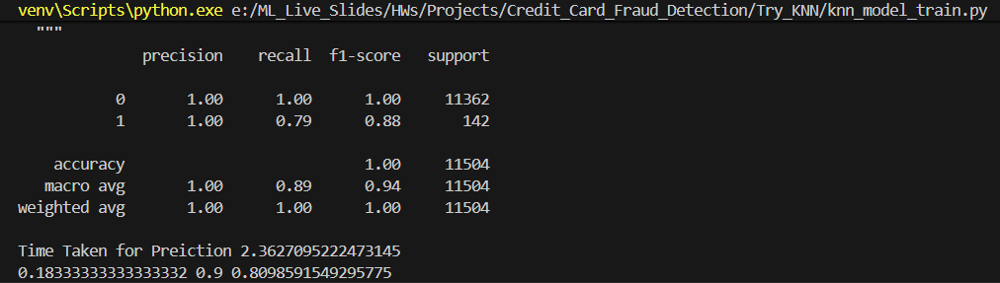 venv\Scripts\python.exe e:/ML_Live_Slides/HWs/Projects/Credit_Card_Fraud_Detection/Try_KNN/knn_model_train.py
"""
precision recall f1-score support
0 1.00 1.00 1.00 11362
1 1.00 0.79 0.88 142
accuracy 1.00 11504
macro avg 1.00 0.89 0.94 11504
weighted avg 1.00 1.00 1.00 11504
Time Taken for Preiction 2.3627095222473145
0.18333333333333332 0.9 0.8098591549295775